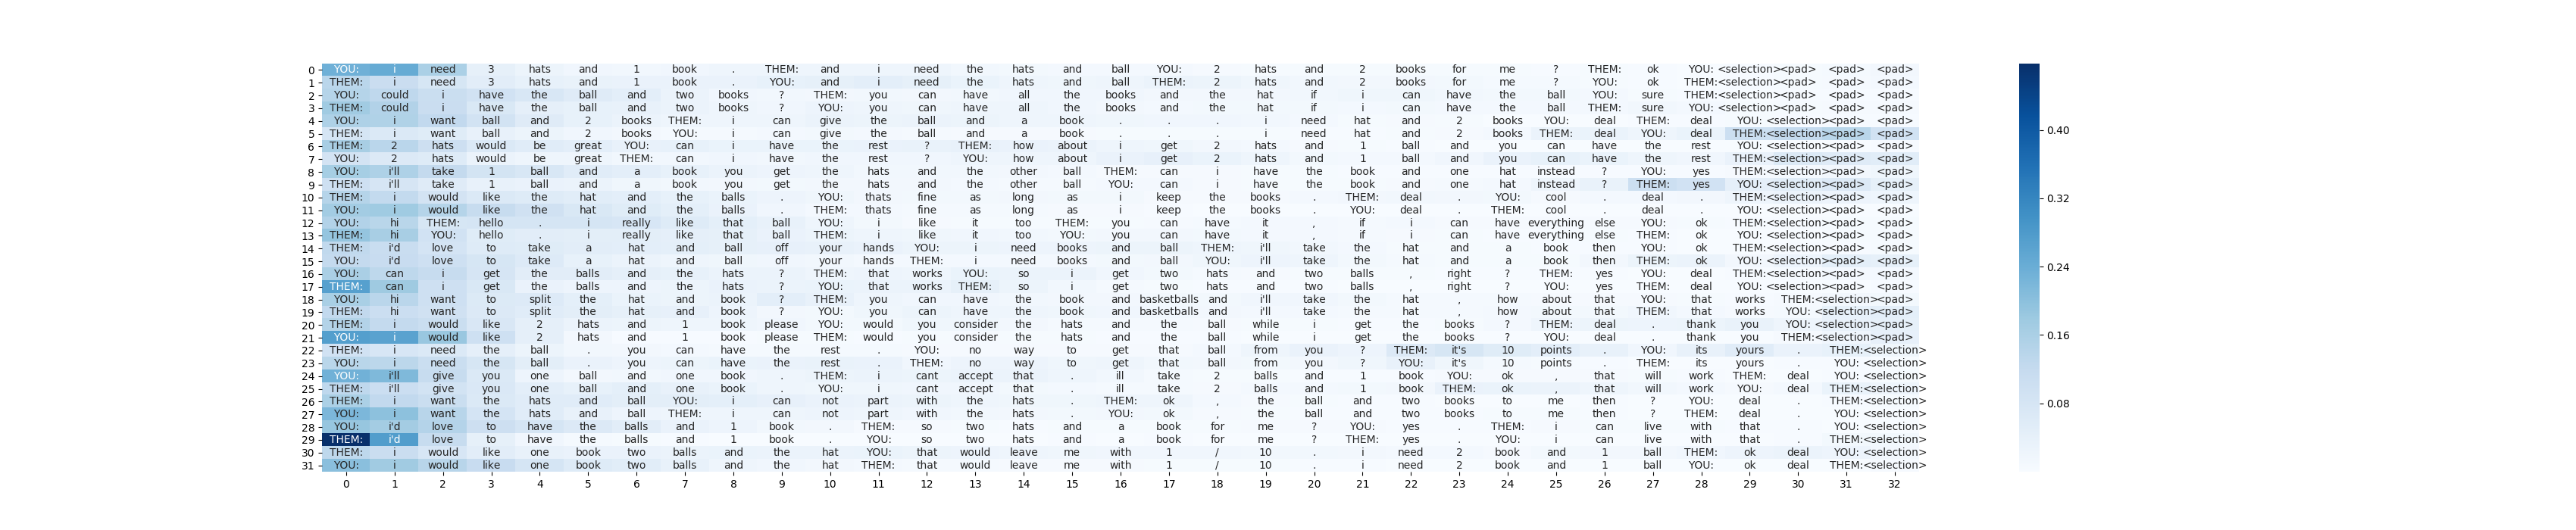 0 YOU: i need 3 hats and 1 book . THEM: and i need the hats and ball YOU: 2 hats and 2 books for me ? THEM: ok YOU: <selection> <pad> <pad> <pad>
1 THEM: i need 3 hats and 1 book . YOU: and i need the hats and ball THEM: 2 hats and 2 books for me ? YOU: ok THEM: <selection> <pad> <pad> <pad>
2 YOU: could i have the ball and two books ? THEM: you can have all the books and the hat if i can have the ball YOU: sure THEM: <selection> <pad> <pad> <pad>
3 THEM: could i have the ball and two books ? YOU: you can have all the books and the hat if i can have the ball THEM: sure YOU: <selection> <pad> <pad> <pad>
4 YOU: i want ball and 2 books THEM: i can give the ball and a book . . . i need hat and 2 books YOU: deal THEM: deal YOU: <selection> <pad> <pad>
5 THEM: i want ball and 2 books YOU: i can give the ball and a book . . . i need hat and 2 books THEM: deal YOU: deal THEM: <selection> <pad> <pad>
6 THEM: 2 hats would be great YOU: can i have the rest ? THEM: how about i get 2 hats and 1 ball and you can have the rest YOU: <selection> <pad> <pad>
7 YOU: 2 hats would be great THEM: can i have the rest ? YOU: how about i get 2 hats and 1 ball and you can have the rest THEM: <selection> <pad> <pad>
8 YOU: i'll take 1 ball and a book you get the hats and the other ball THEM: can i have the book and one hat instead ? YOU: yes THEM: <selection> <pad> <pad>
9 THEM: i'll take 1 ball and a book you get the hats and the other ball YOU: can i have the book and one hat instead ? THEM: yes YOU: <selection> <pad> <pad>
10 THEM: i would like the hat and the balls . YOU: thats fine as long as i keep the books . THEM: deal . YOU: cool . deal . THEM: <selection> <pad> <pad>
11 YOU: i would like the hat and the balls . THEM: thats fine as long as i keep the books . YOU: deal . THEM: cool . deal . YOU: <selection> <pad> <pad>
12 YOU: hi THEM: hello . i really like that ball YOU: i like it too THEM: you can have it , if i can have everything else YOU: ok THEM: <selection> <pad> <pad>
13 THEM: hi YOU: hello . i really like that ball THEM: i like it too YOU: you can have it , if i can have everything else THEM: ok YOU: <selection> <pad> <pad>
14 THEM: i'd love to take a hat and ball off your hands YOU: i need books and ball THEM: i'll take the hat and a book then YOU: ok THEM: <selection> <pad> <pad>
15 YOU: i'd love to take a hat and ball off your hands THEM: i need books and ball YOU: i'll take the hat and a book then THEM: ok YOU: <selection> <pad> <pad>
16 YOU: can i get the balls and the hats ? THEM: that works YOU: so i get two hats and two balls , right ? THEM: yes YOU: deal THEM: <selection> <pad> <pad>
17 THEM: can i get the balls and the hats ? YOU: that works THEM: so i get two hats and two balls , right ? YOU: yes THEM: deal YOU: <selection> <pad> <pad>
18 YOU: hi want to split the hat and book ? THEM: you can have the book and basketballs and i'll take the hat , how about that YOU: that works THEM: <selection> <pad>
19 THEM: hi want to split the hat and book ? YOU: you can have the book and basketballs and i'll take the hat , how about that THEM: that works YOU: <selection> <pad>
20 THEM: i would like 2 hats and 1 book please YOU: would you consider the hats and the ball while i get the books ? THEM: deal . thank you YOU: <selection> <pad>
21 YOU: i would like 2 hats and 1 book please THEM: would you consider the hats and the ball while i get the books ? YOU: deal . thank you THEM: <selection> <pad>
22 THEM: i need the ball . you can have the rest . YOU: no way to get that ball from you ? THEM: it's 10 points . YOU: its yours . THEM: <selection>
23 YOU: i need the ball . you can have the rest . THEM: no way to get that ball from you ? YOU: it's 10 points . THEM: its yours . YOU: <selection>
24 YOU: i'll give you one ball and one book . THEM: i cant accept that . ill take 2 balls and 1 book YOU: ok , that will work THEM: deal YOU: <selection>
25 THEM: i'll give you one ball and one book . YOU: i cant accept that . ill take 2 balls and 1 book THEM: ok , that will work YOU: deal THEM: <selection>
26 THEM: i want the hats and ball YOU: i can not part with the hats . THEM: ok , the ball and two books to me then ? YOU: deal . THEM: <selection>
27 YOU: i want the hats and ball THEM: i can not part with the hats . YOU: ok , the ball and two books to me then ? THEM: deal . YOU: <selection>
28 YOU: i'd love to have the balls and 1 book . THEM: so two hats and a book for me ? YOU: yes . THEM: i can live with that . YOU: <selection>
29 THEM: i'd love to have the balls and 1 book . YOU: so two hats and a book for me ? THEM: yes . YOU: i can live with that . THEM: <selection>
30 THEM: i would like one book two balls and the hat YOU: that would leave me with 1 / 10 . i need 2 book and 1 ball THEM: ok deal YOU: <selection>
31 YOU: i would like one book two balls and the hat THEM: that would leave me with 1 / 10 . i need 2 book and 1 ball YOU: ok deal THEM: <selection>
0 1 2 3 4 5 6 7 8 9 10 11 12 13 14 15 16 17 18 19 20 21 22 23 24 25 26 27 28 29 30 31 32
0.40
0.32
0.24
0.16
0.08